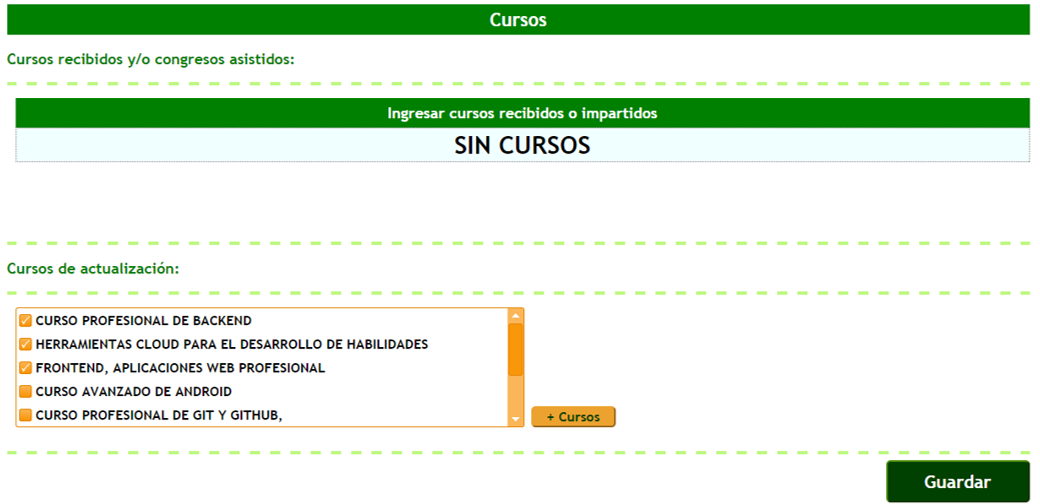 Cursos
Cursos recibidos y/o congresos asistidos:
Ingresar cursos recibidos o impartidos
SIN CURSOS
Cursos de actualización:
CURSO PROFESIONAL DE BACKEND
HERRAMIENTAS CLOUD PARA EL DESARROLLO DE HABILIDADES
FRONTEND, APLICACIONES WEB PROFESIONAL
CURSO AVANZADO DE ANDROID
CURSO PROFESIONAL DE GIT Y GITHUB,
+ Cursos
Guardar